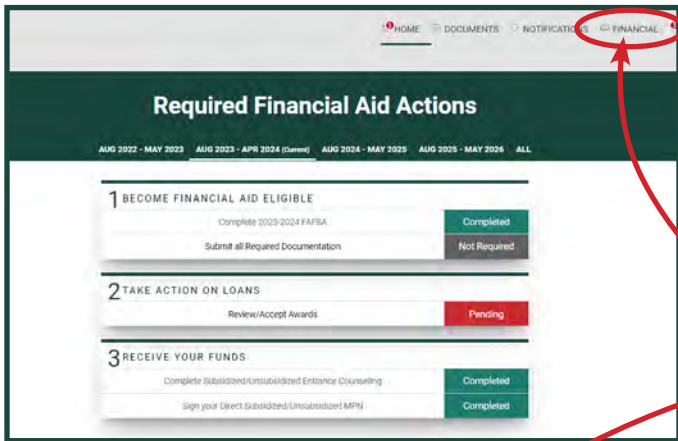 HOME DOCUMENTS NOTIFICATIONS FINANCIAL
Required Financial Aid Actions
AUG 2022 - MAY 2023 AUG 2023 - APR 2024 (Current) AUG 2024 - MAY 2025 AUG 2025 - MAY 2026 ALL
1 BECOME FINANCIAL AID ELIGIBLE
Complete 2023-2024 FAFSA Completed
Submit all Required Documentation Not Required
2 TAKE ACTION ON LOANS
Review/Accept Awards Pending
3 RECEIVE YOUR FUNDS
Complete Subsidized/Unsubsidized Entrance Counseling Completed
Sign your Direct Subsidized/Unsubsidized MPN Completed